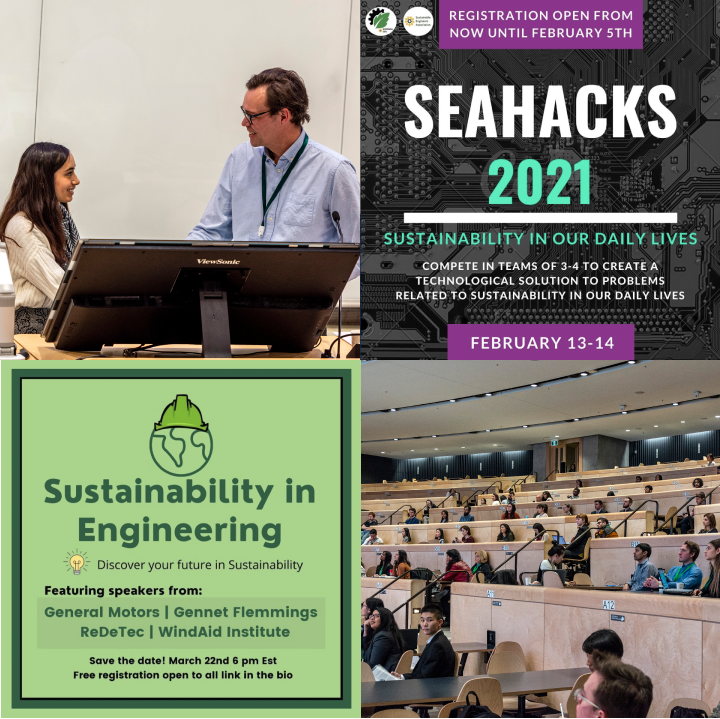 ViewSonic
REGISTRATION OPEN FROM
NOW UNTIL FEBRUARY 5TH
SEAHACKS
2021
SUSTAINABILITY IN OUR DAILY LIVES
COMPETE IN TEAMS OF 3-4 TO CREATE A
TECHNOLOGICAL SOLUTION TO PROBLEMS
RELATED TO SUSTAINABILITY IN OUR DAILY LIVES
FEBRUARY 13-14
Sustainability in
Engineering
Discover your future in Sustainability
Featuring speakers from:
General Motors | Gennet Flemmings
ReDeTec | WindAid Institute
Save the date! March 22nd 6 pm Est
Free registration open to all link in the bio
A12